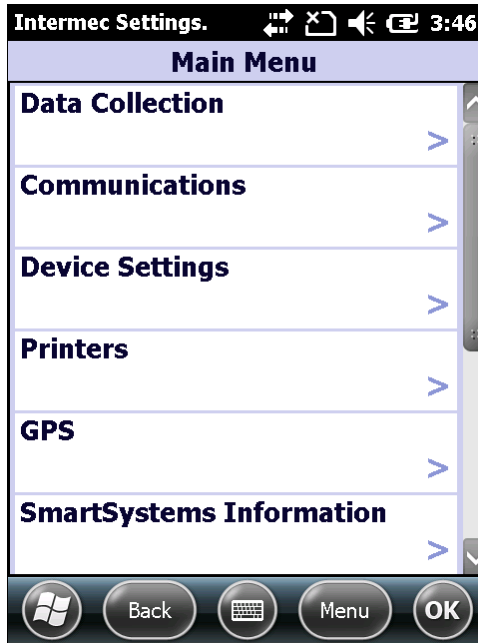 Intermec Settings. 3:46
Main Menu
Data Collection
>
Communications
>
Device Settings
>
Printers
>
GPS
>
SmartSystems Information
>
Back Menu OK